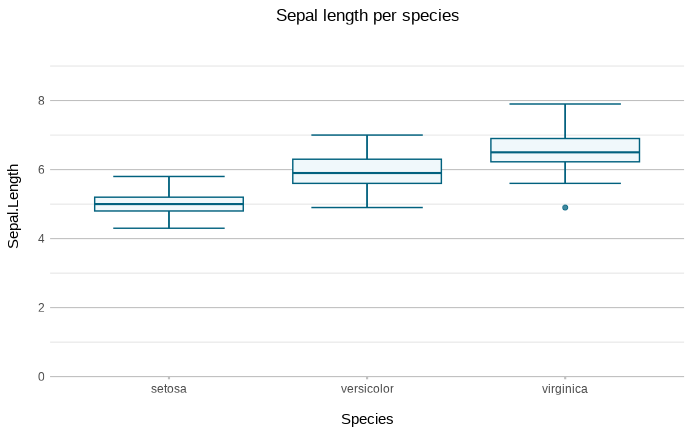 Sepal length per species
Sepal.Length
8
6
4
2
0
setosa versicolor virginica
Species